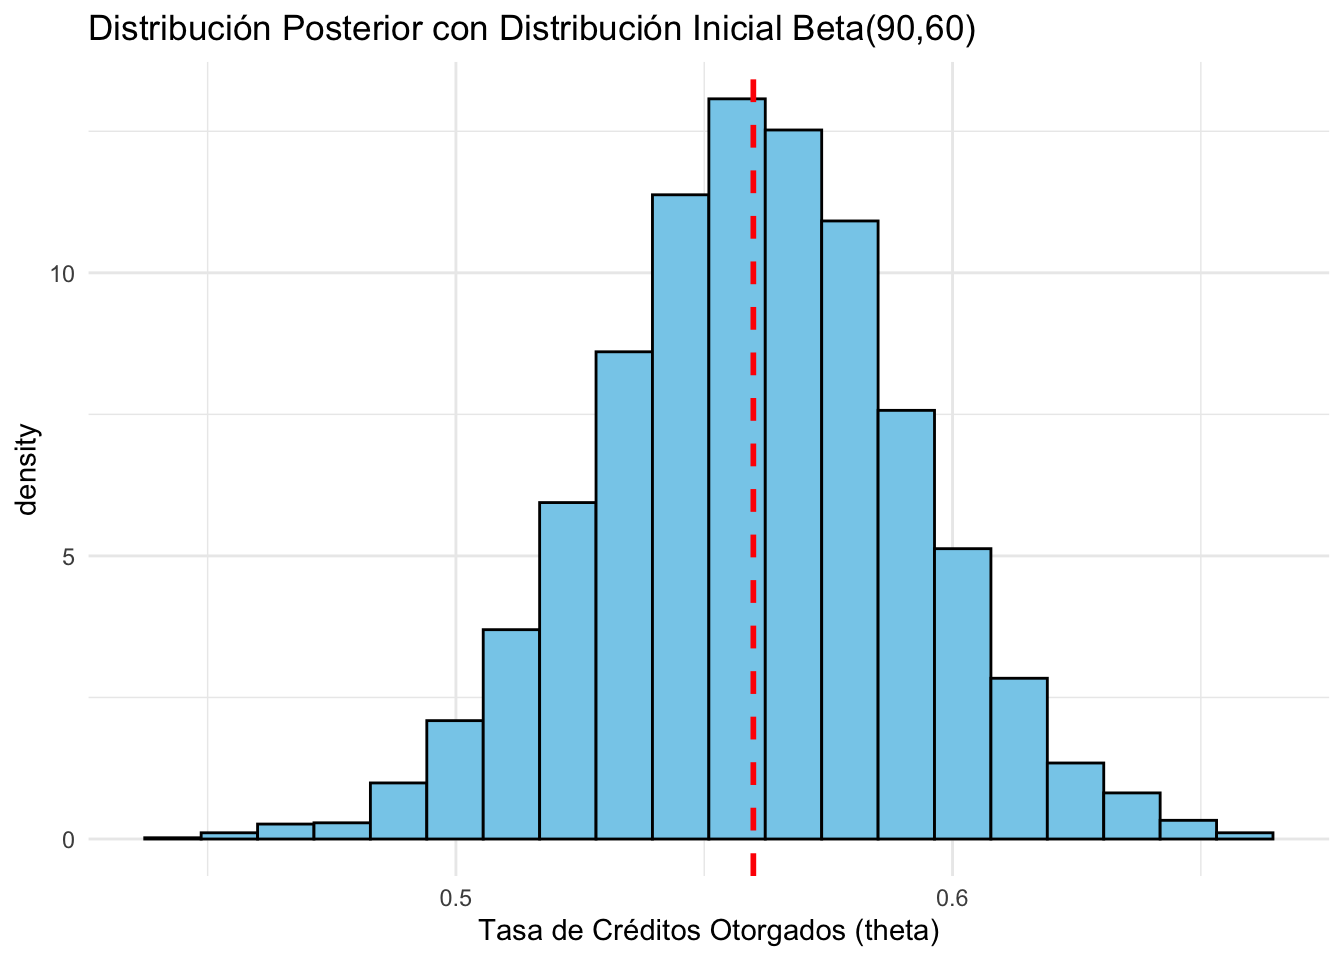 Distribución Posterior con Distribución Inicial Beta(90,60)
density
10
5
0
0.5
0.6
Tasa de Créditos Otorgados (theta)